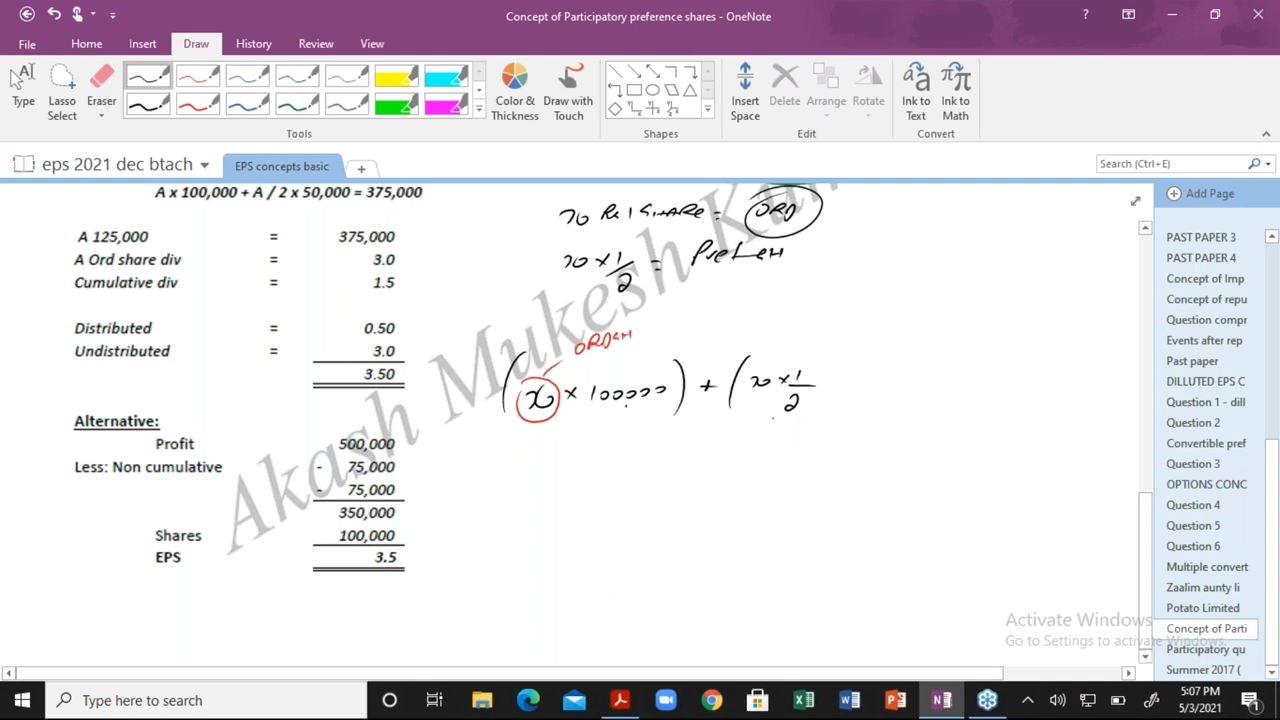 Concept of Participatory preference shares - OneNote
File Home Insert Draw History Review View
Type Lasso Select Eraser Color & Thickness Draw with Touch Insert Space Delete Arrange Rotate Ink to Text Ink to Math
Tools Shapes Edit Convert
eps 2021 dec btach EPS concepts basic Search (Ctrl+E)
Add Page
A x 100,000 + A / 2 x 50,000 = 375,000
A 125,000 = 375,000
A Ord share div = 3.0
Cumulative div = 1.5
Distributed = 0.50
Undistributed = 3.0
3.50
Alternative:
Profit 500,000
Less: Non cumulative - 75,000
- 75,000
350,000
Shares 100,000
EPS 3.5
SHARE = ORD
x 1/2 =
(x × 100000) + (x × 1/2
Akash Mukesh
PAST PAPER 3
PAST PAPER 4
Concept of Imp
Concept of repu
Question compr
Events after rep
Past paper
DILLUTED EPS C
Question 1 - dill
Question 2
Convertible pref
Question 3
OPTIONS CONC
Question 4
Question 5
Question 6
Multiple convert
Zaalim aunty li
Potato Limited
Concept of Parti
Participatory qu
Summer 2017 (
Activate Windows
Go to Settings to activate Windows.
Type here to search
5:07 PM
5/3/2021